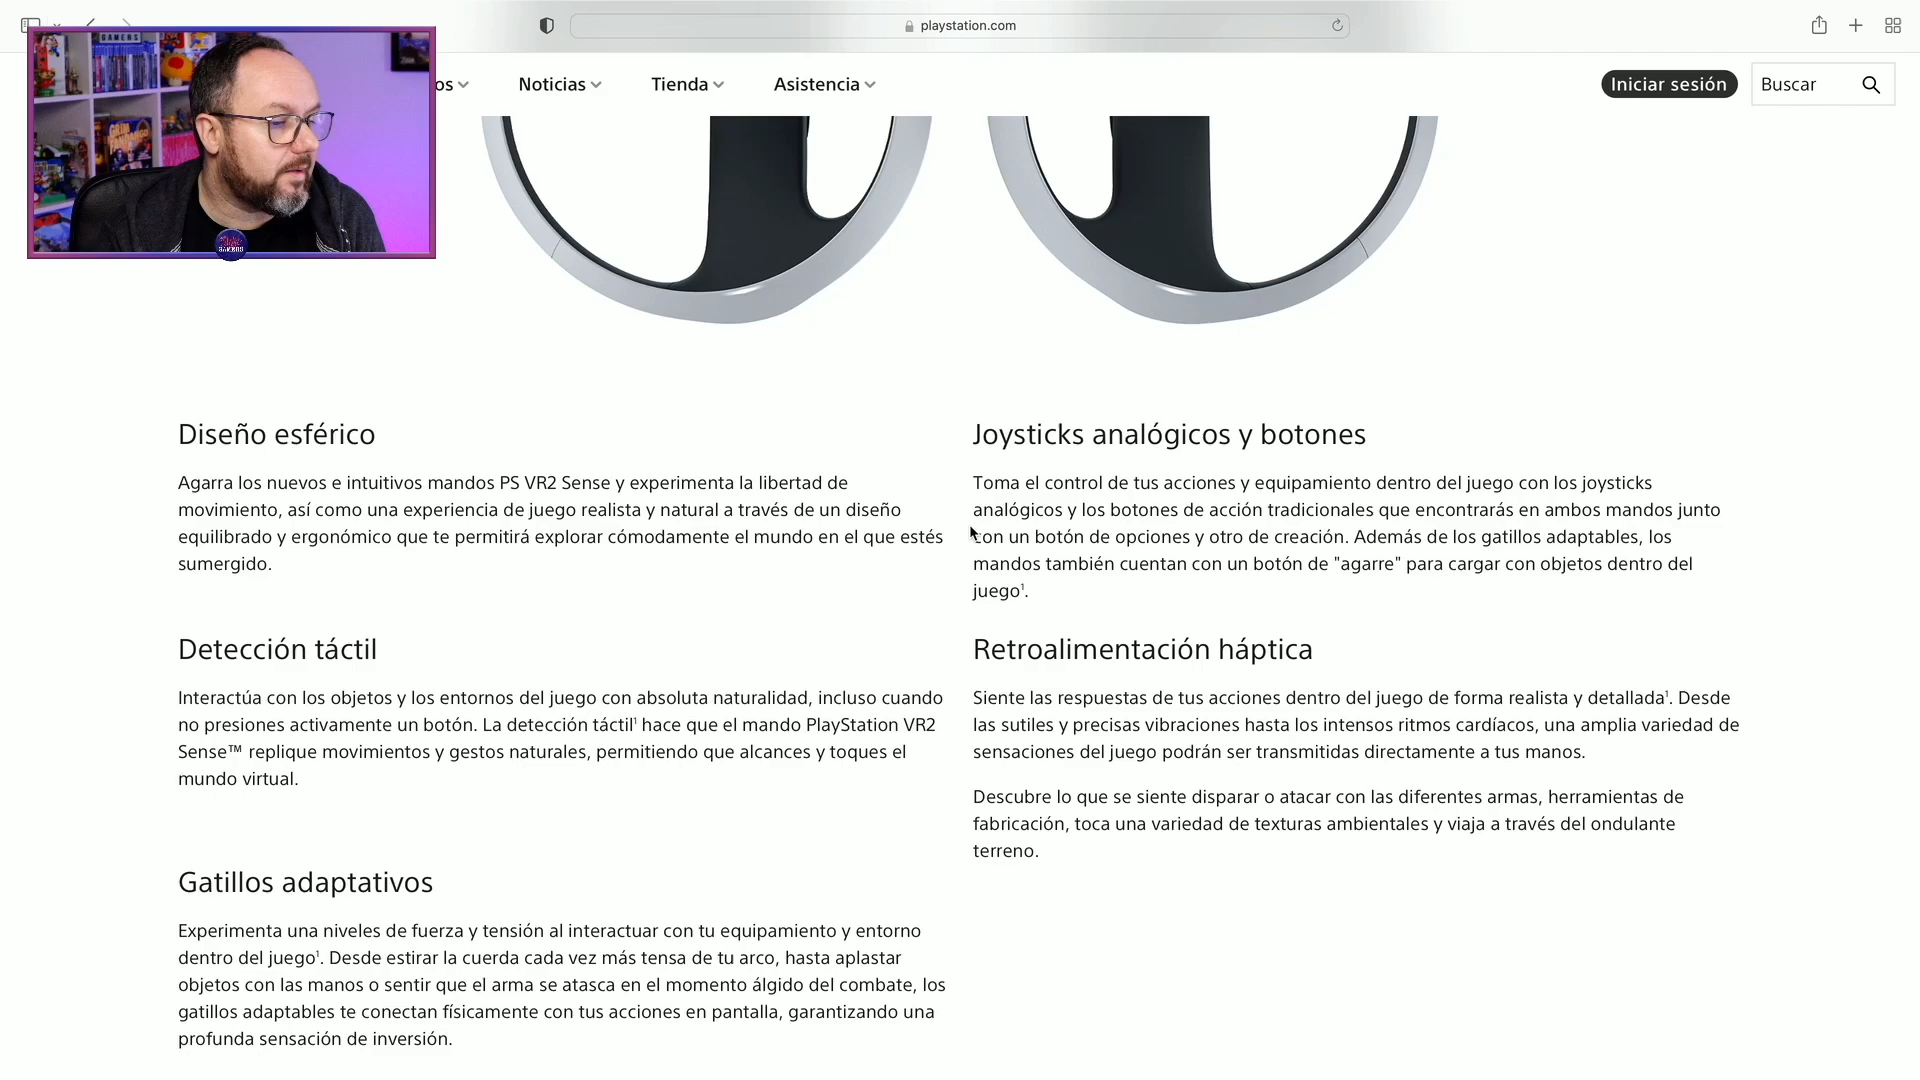 playstation.com
os
Noticias
Tienda
Asistencia
Iniciar sesión
Buscar
GAMERS
GRIM
GAMERS
Diseño esférico
Agarra los nuevos e intuitivos mandos PS VR2 Sense y experimenta la libertad de
movimiento, así como una experiencia de juego realista y natural a través de un diseño
equilibrado y ergonómico que te permitirá explorar cómodamente el mundo en el que estés
sumergido.
Joysticks analógicos y botones
Toma el control de tus acciones y equipamiento dentro del juego con los joysticks
analógicos y los botones de acción tradicionales que encontrarás en ambos mandos junto
con un botón de opciones y otro de creación. Además de los gatillos adaptables, los
mandos también cuentan con un botón de "agarre" para cargar con objetos dentro del
juego¹.
Detección táctil
Interactúa con los objetos y los entornos del juego con absoluta naturalidad, incluso cuando
no presiones activamente un botón. La detección táctil¹ hace que el mando PlayStation VR2
Sense™ replique movimientos y gestos naturales, permitiendo que alcances y toques el
mundo virtual.
Retroalimentación háptica
Siente las respuestas de tus acciones dentro del juego de forma realista y detallada¹. Desde
las sutiles y precisas vibraciones hasta los intensos ritmos cardíacos, una amplia variedad de
sensaciones del juego podrán ser transmitidas directamente a tus manos.
Descubre lo que se siente disparar o atacar con las diferentes armas, herramientas de
fabricación, toca una variedad de texturas ambientales y viaja a través del ondulante
terreno.
Gatillos adaptativos
Experimenta una niveles de fuerza y tensión al interactuar con tu equipamiento y entorno
dentro del juego¹. Desde estirar la cuerda cada vez más tensa de tu arco, hasta aplastar
objetos con las manos o sentir que el arma se atasca en el momento álgido del combate, los
gatillos adaptables te conectan físicamente con tus acciones en pantalla, garantizando una
profunda sensación de inversión.